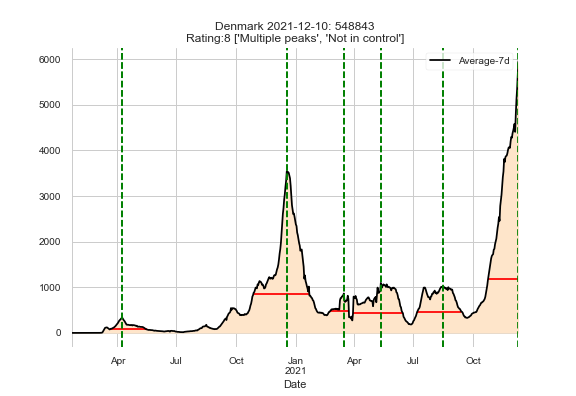 Denmark 2021-12-10: 548843
Rating:8 ['Multiple peaks', 'Not in control']
Average-7d
6000
5000
4000
3000
2000
1000
0
Apr Jul Oct Jan Apr Jul Oct
2021
Date